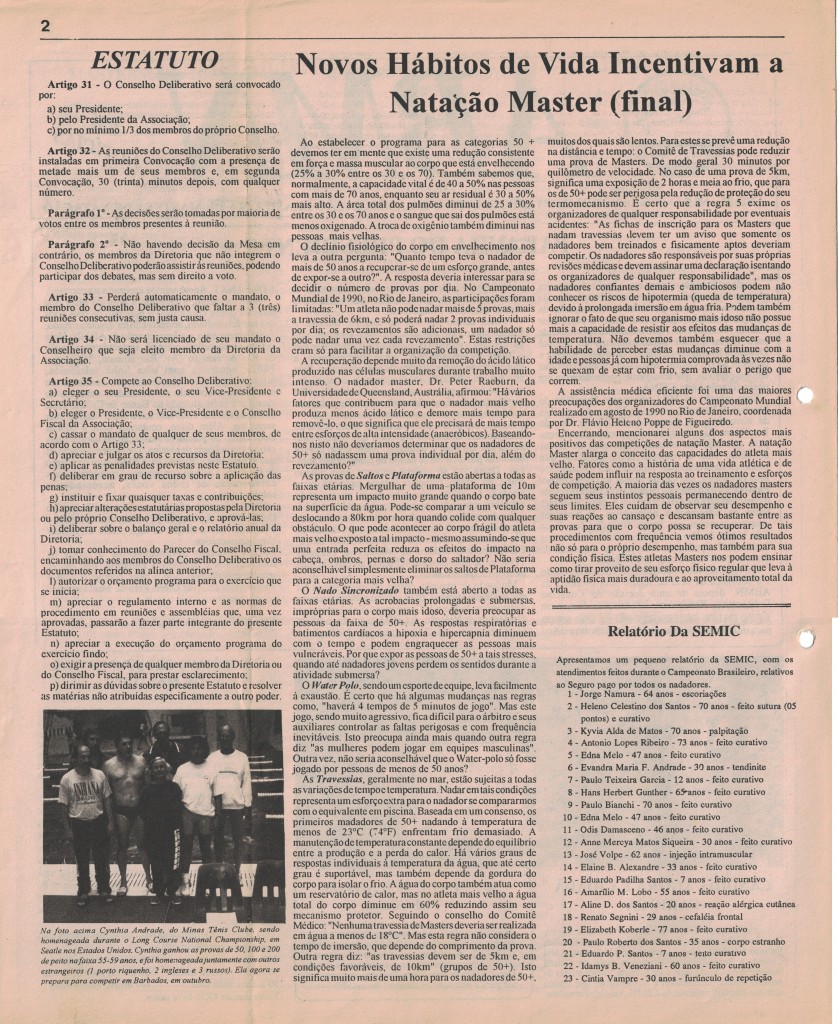 2
ESTATUTO
Artigo 31 - O Conselho Deliberativo será convocado
por:
a) seu Presidente;
b) pelo Presidente da Associação;
c) por no mínimo 1/3 dos membros do próprio Conselho.
Artigo 32 - As reuniões do Conselho Deliberativo serão
instaladas em primeira Convocação com a presença de
metade mais um de seus membros e, em segunda
Convocação, 30 (trinta) minutos depois, com qualquer
número.
Parágrafo 1º - As decisões serão tomadas por maioria de
votos entre os membros presentes à reunião.
Parágrafo 2º - Não havendo decisão da Mesa em
contrário, os membros da Diretoria que não integrem o
Conselho Deliberativo poderão assistir às reuniões, podendo
participar dos debates, mas sem direito a voto.
Artigo 33 - Perderá automaticamente o mandato, o
membro do Conselho Deliberativo que faltar a 3 (três)
reuniões consecutivas, sem justa causa.
Artigo 34 - Não será licenciado de seu mandato o
Conselheiro que seja eleito membro da Diretoria da
Associação.
Artigo 35 - Compete ao Conselho Deliberativo:
a) eleger o seu Presidente, o seu Vice-Presidente e
Secretário;
b) eleger o Presidente, o Vice-Presidente e o Conselho
Fiscal da Associação;
c) cassar o mandato de qualquer de seus membros, de
acordo com o Artigo 33;
d) apreciar e julgar os atos e recursos da Diretoria;
e) aplicar as penalidades previstas neste Estatuto.
f) deliberar em grau de recurso sobre a aplicação das
penas;
g) instituir e fixar quaisquer taxas e contribuições;
h) apreciar alterações estatutárias propostas pela Diretoria
ou pelo próprio Conselho Deliberativo, e aprová-las;
i) deliberar sobre o balanço geral e o relatório anual da
Diretoria;
j) tomar conhecimento do Parecer do Conselho Fiscal,
encaminhando aos membros do Conselho Deliberativo os
documentos referidos na alínea anterior;
l) autorizar o orçamento programa para o exercício que
se inicia;
m) apreciar o regulamento interno e as normas de
procedimento em reuniões e assembléias que, uma vez
aprovadas, passarão a fazer parte integrante do presente
Estatuto;
n) apreciar a execução do orçamento programa do
exercício findo;
o) exigir a presença de qualquer membro da Diretoria ou
do Conselho Fiscal, para prestar esclarecimento;
p) dirimir as dúvidas sobre o presente Estatuto e resolver
as matérias não atribuídas especificamente a outro poder.
INDIANA
Na foto acima Cynthia Andrade, do Minas Tênis Clube, sendo
homenageada durante o Long Course National Championship, em
Seatle nos Estados Unidos. Cynthia ganhou as provas de 50, 100 e 200
de peito na faixa 55-59 anos, e foi homenageada juntamente com outros
estrangeiros (1 porto riquenho, 2 ingleses e 3 russos). Ela agora se
prepara para competir em Barbados, em outubro.
Novos Hábitos de Vida Incentivam a
Natação Master (final)
Ao estabelecer o programa para as categorias 50 +
devemos ter em mente que existe uma redução consistente
em força e massa muscular ao corpo que está envelhecendo
(25% a 30% entre os 30 e os 70). Também sabemos que,
normalmente, a capacidade vital é de 40 a 50% nas pessoas
com mais de 70 anos, enquanto seu ar residual é 30 a 50%
mais alto. A área total dos pulmões diminui de 25 a 30%
entre os 30 e os 70 anos e o sangue que sai dos pulmões está
menos oxigenado. A troca de oxigênio também diminui nas
pessoas mais velhas.
O declínio fisiológico do corpo em envelhecimento nos
leva a outra pergunta: "Quanto tempo teva o nadador de
mais de 50 anos a recuperar-se de um esforço grande, antes
de expor-se a outro?". A resposta deveria interessar para se
decidir o número de provas por dia. No Campeonato
Mundial de 1990, no Rio de Janeiro, as participações foram
limitadas: "Um atleta não pode nadar mais de 5 provas, mais
a travessia de 6km, e só poderá nadar 2 provas individuais
por dia; os revezamentos são adicionais, um nadador só
pode nadar uma vez cada revezamento". Estas restrições
eram só para facilitar a organização da competição.
A recuperação depende muito da remoção do ácido lático
produzido nas células musculares durante trabalho muito
intenso. O nadador master, Dr. Peter Raeburn, da
Universidade de Queensland, Austrália, afirmou: "Há vários
fatores que contribuem para que o nadador mais velho
produza menos ácido lático e demore mais tempo para
removê-lo, o que significa que ele precisará de mais tempo
entre esforços de alta intensidade (anaeróbicos). Baseando-
nos nisto não deveríamos determinar que os nadadores de
50+ só nadassem uma prova individual por dia, além do
revezamento?"
As provas de Saltos e Plataforma estão abertas a todas as
faixas etárias. Mergulhar de uma plataforma de 10m
representa um impacto muito grande quando o corpo bate
na superfície da água. Pode-se comparar a um veículo se
deslocando a 80km por hora quando colide com qualquer
obstáculo. O que pode acontecer ao corpo frágil do atleta
mais velho exposto a tal impacto - mesmo assumindo-se que
uma entrada perfeita reduza os efeitos do impacto na
cabeça, ombros, pernas e dorso do saltador? Não seria
aconselhável simplesmente eliminar os saltos de Plataforma
para a categoria mais velha?
O Nado Sincronizado também está aberto a todas as
faixas etárias. As acrobacias prolongadas e submersas,
impróprias para o corpo mais idoso, deveria preocupar as
pessoas da faixa de 50+. As respostas respiratórias e
batimentos cardíacos a hipoxia e hipercapnia diminuem
com o tempo e podem engraquecer as pessoas mais
vulneráveis. Por que expor as pessoas de 50+ a tais stresses,
quando até nadadores jovens perdem os sentidos durante a
atividade submersa?
O Water Polo, sendo um esporte de equipe, leva facilmente
à exaustão. É certo que há algumas mudanças nas regras
como, "haverá 4 tempos de 5 minutos de jogo". Mas este
jogo, sendo muito agressivo, fica difícil para o árbitro e seus
auxiliares controlar as faltas perigosas e com frequência
inevitáveis. Isto preocupa ainda mais quando outra regra
diz "as mulheres podem jogar em equipes masculinas".
Outra vez, não seria aconselhável que o Water-polo só fosse
jogado por pessoas de menos de 50 anos?
As Travessias, geralmente no mar, estão sujeitas a todas
as variações de tempo e temperatura. Nadar em tais condições
representa um esforço extra para o nadador se compararmos
com o equivalente em piscina. Baseada em um consenso, os
primeiros madadores de 50+ nadando à temperatura de
menos de 23°C (74°F) enfrentam frio demasiado. A
manutenção de temperatura constante depende do equilíbrio
entre a produção e a perda do calor. Há vários graus de
respostas individuais à temperatura da água, que até certo
grau é suportável, mas também depende da gordura do
corpo para isolar o frio. A água do corpo também atua como
um reservatório de calor, mas no atleta mais velho a água
total do corpo diminue em 60% reduzindo assim seu
mecanismo protetor. Seguindo o conselho do Comitê
Médico: "Nenhuma travessia de Masters deveria ser realizada
em água a menos de 18°C". Mas esta regra não considera o
tempo de imersão, que depende do comprimento da prova.
Outra regra diz: "as travessias devem ser de 5km e, em
condições favoráveis, de 10km" (grupos de 50+). Isto
significa muito mais de uma hora para os nadadores de 50+,
muitos dos quais são lentos. Para estes se prevê uma redução
na distância e tempo: o Comitê de Travessias pode reduzir
uma prova de Masters. De modo geral 30 minutos por
quilômetro de velocidade. No caso de uma prova de 5km,
significa uma exposição de 2 horas e meia ao frio, que para
os de 50+ pode ser perigosa pela redução de proteção do seu
termomecanismo. É certo que a regra 5 exime os
organizadores de qualquer responsabilidade por eventuais
acidentes: "As fichas de inscrição para os Masters que
nadam travessias devem ter um aviso que somente os
nadadores bem treinados e fisicamente aptos deveriam
competir. Os nadadores são responsáveis por suas próprias
revisões médicas e devem assinar uma declaração isentando
os organizadores de qualquer responsabilidade", mas os
nadadores confiantes demais e ambiciosos podem não
conhecer os riscos de hipotermia (queda de temperatura)
devido à prolongada imersão em água fria. Podem também
ignorar o fato de que seu organismo mais idoso não possue
mais a capacidade de resistir aos efeitos das mudanças de
temperatura. Não devemos também esquecer que a
habilidade de perceber estas mudanças diminue com a
idade e pessoas já com hipotermia comprovada às vezes não
se quexam de estar com frio, sem avaliar o perigo que
correm.
A assistência médica eficiente foi uma das maiores
preocupações dos organizadores do Campeonato Mundial
realizado em agosto de 1990 no Rio de Janeiro, coordenada
por Dr. Flávio Heleno Poppe de Figueiredo.
Encerrando, mencionarei alguns dos aspectos mais
positivos das competições de natação Master. A natação
Master alarga o conceito das capacidades do atleta mais
velho. Fatores como a história de uma vida atlética e de
saúde podem influir na resposta ao treinamento e esforços
de competição. A maioria das vezes os nadadores masters
seguem seus instintos pessoais permanecendo dentro de
seus limites. Eles cuidam de observar seu desempenho e
suas reações ao cansaço e descansam bastante entre as
provas para que o corpo possa se recuperar. De tais
procedimentos com frequência vemos ótimos resultados
não só para o próprio desempenho, mas também para sua
condição física. Estes atletas Masters nos podem ensinar
como tirar proveito de seu esforço físico regular que leva à
aptidão física mais duradoura e ao aproveitamento total da
vida.
Relatório Da SEMIC
Apresentamos um pequeno relatório da SEMIC, com os
atendimentos feitos durante o Campeonato Brasileiro, relativos
ao Seguro pago por todos os nadadores.
1 - Jorge Namura - 64 anos - escoriações
2 - Heleno Celestino dos Santos - 70 anos - feito sutura (05
pontos) e curativo
3 - Kyvia Alda de Matos - 70 anos - palpitação
4 - Antonio Lopes Ribeiro - 73 anos - feito curativo
5 - Edna Melo - 47 anos - feito curativo
6 - Evandra Maria F. Andrade - 30 anos - tendinite
7 - Paulo Teixeira Garcia - 12 anos - feito curativo
8 - Hans Herbert Gunther - 65 anos - feito curativo
9 - Paulo Bianchi - 70 anos - feito curativo
10 - Edna Melo - 47 anos - feito curativo
11 - Odis Damasceno - 46 anos - feito curativo
12 - Anne Mercya Matos Siqueira - 30 anos - feito curativo
13 - José Volpe - 62 anos - injeção intramuscular
14 - Elaine B. Alexandre - 33 anos - feito curativo
15 - Eduardo Padilha Santos - 7 anos - feito curativo
16 - Amarílio M. Lobo - 55 anos - feito curativo
17 - Aline D. dos Santos - 20 anos - reação alérgica cutânea
18 - Renato Segnini - 29 anos - cefaléia frontal
19 - Elizabeth Koberle - 77 anos - feito curativo
20 - Paulo Roberto dos Santos - 35 anos - corpo estranho
21 - Eduardo P. Santos - 7 anos - feito curativo
22 - Idamys B. Veneziani - 60 anos - feito curativo
23 - Cintia Vampre - 30 anos - furúnculo de repetição